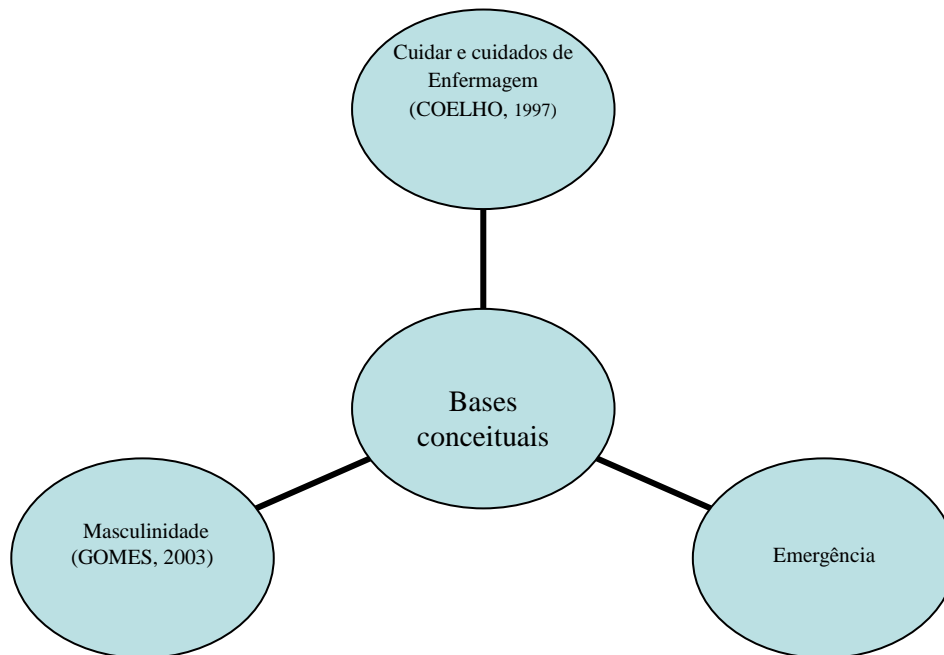 Cuidar e cuidados de
Enfermagem
(COELHO, 1997)
Bases
conceituais
Masculinidade
(GOMES, 2003)
Emergência